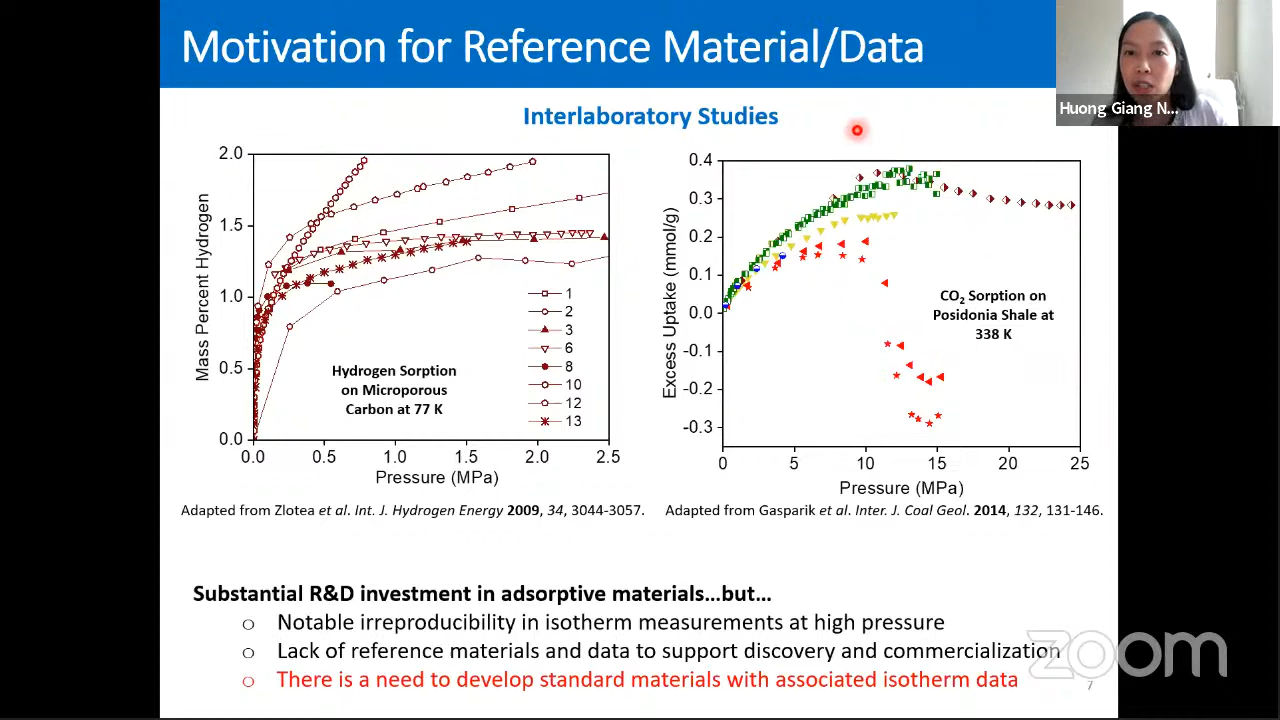 Motivation for Reference Material/Data
Huong Giang N...
Interlaboratory Studies
2.0
1.5
1.0
0.5
0.0
Mass Percent Hydrogen
1
2
3
6
8
10
12
13
Hydrogen Sorption
on Microporous
Carbon at 77 K
0.0 0.5 1.0 1.5 2.0 2.5
Pressure (MPa)
Adapted from Zlotea et al. Int. J. Hydrogen Energy 2009, 34, 3044-3057.
0.4
0.3
0.2
0.1
0.0
-0.1
-0.2
-0.3
Excess Uptake (mmol/g)
CO2 Sorption on
Posidonia Shale at
338 K
0 5 10 15 20 25
Pressure (MPa)
Adapted from Gasparik et al. Inter. J. Coal Geol. 2014, 132, 131-146.
Substantial R&D investment in adsorptive materials...but...
o Notable irreproducibility in isotherm measurements at high pressure
o Lack of reference materials and data to support discovery and commercialization
o There is a need to develop standard materials with associated isotherm data
zoom
7